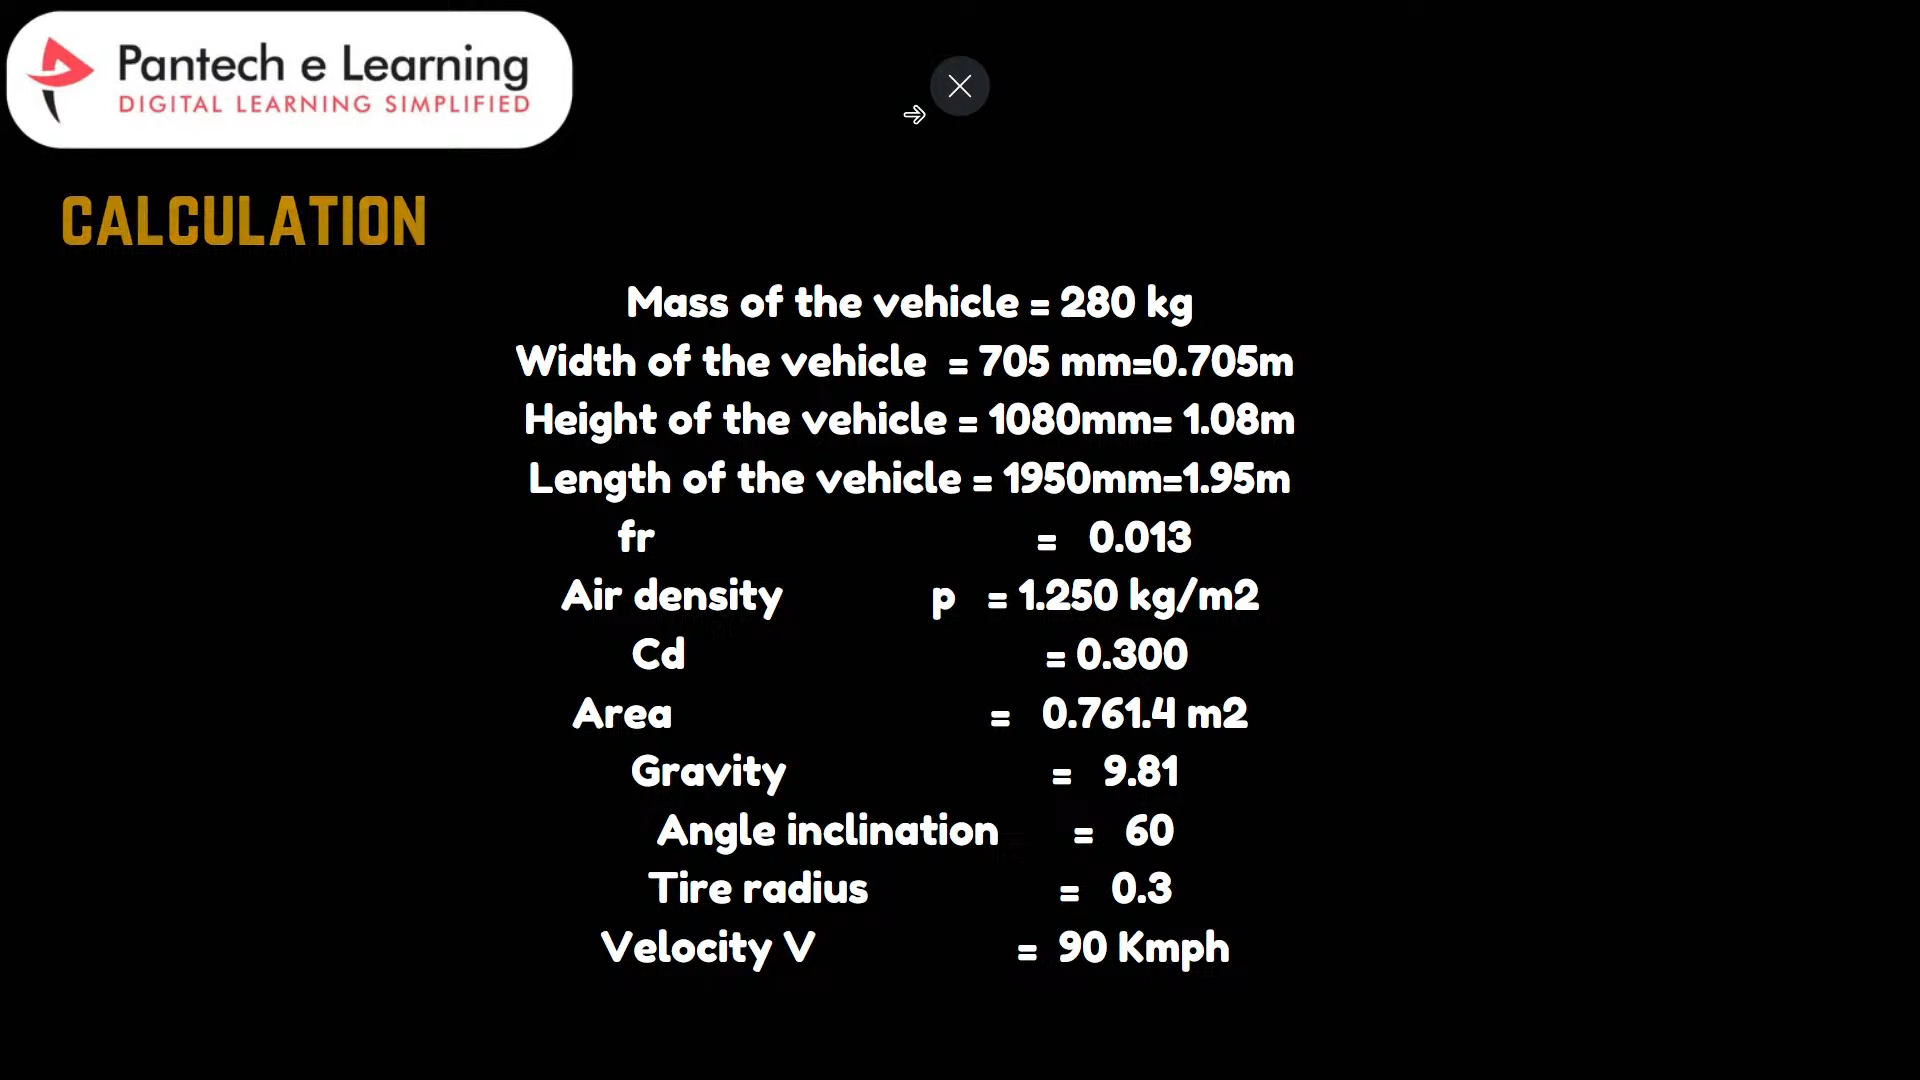 Pantech e Learning
DIGITAL LEARNING SIMPLIFIED
CALCULATION
Mass of the vehicle = 280 kg
Width of the vehicle = 705 mm=0.705m
Height of the vehicle = 1080mm= 1.08m
Length of the vehicle = 1950mm=1.95m
fr = 0.013
Air density p = 1.250 kg/m2
Cd = 0.300
Area = 0.761.4 m2
Gravity = 9.81
Angle inclination = 60
Tire radius = 0.3
Velocity V = 90 Kmph